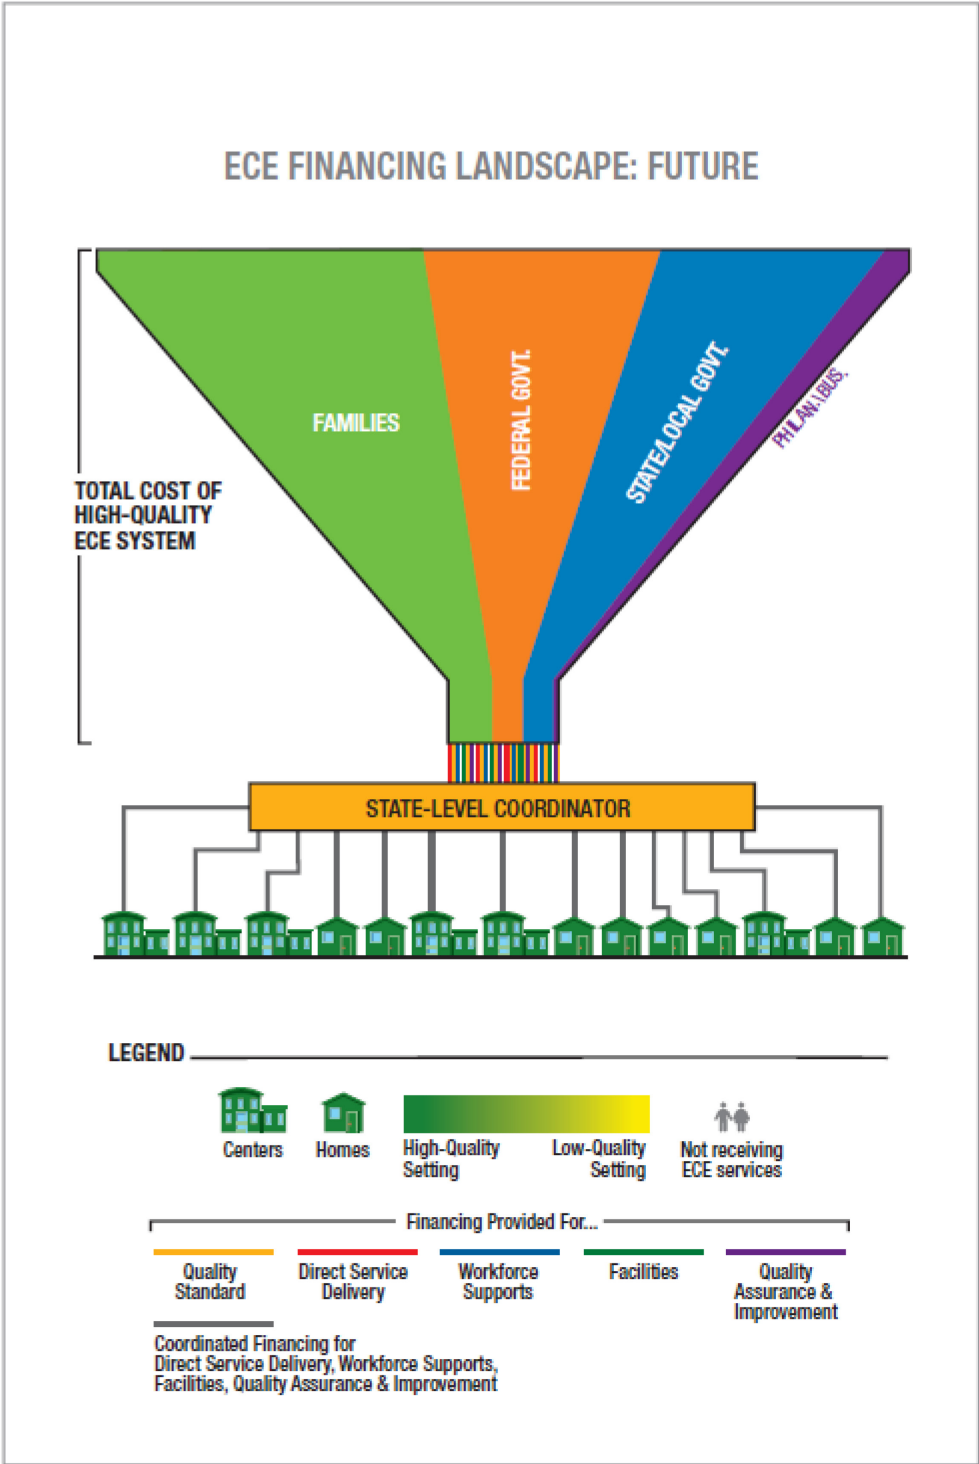 ECE FINANCING LANDSCAPE: FUTURE
FAMILIES
FEDERAL GOVT.
STATE/LOCAL GOVT.
PHILAN.\BUS.
TOTAL COST OF
HIGH-QUALITY
ECE SYSTEM
STATE-LEVEL COORDINATOR
LEGEND
Centers
Homes
High-Quality
Setting
Low-Quality
Setting
Not receiving
ECE services
Financing Provided For...
Quality
Standard
Direct Service
Delivery
Workforce
Supports
Facilities
Quality
Assurance &
Improvement
Coordinated Financing for
Direct Service Delivery, Workforce Supports,
Facilities, Quality Assurance & Improvement